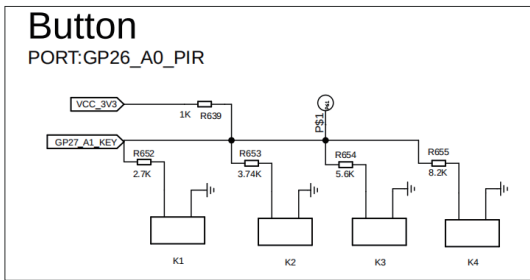 Button
PORT:GP26_A0_PIR
VCC_3V3
1K R639
P$1
GP27_A1_KEY
R652 R653 R654 R655
2.7K 3.74K 5.6K 8.2K
K1 K2 K3 K4